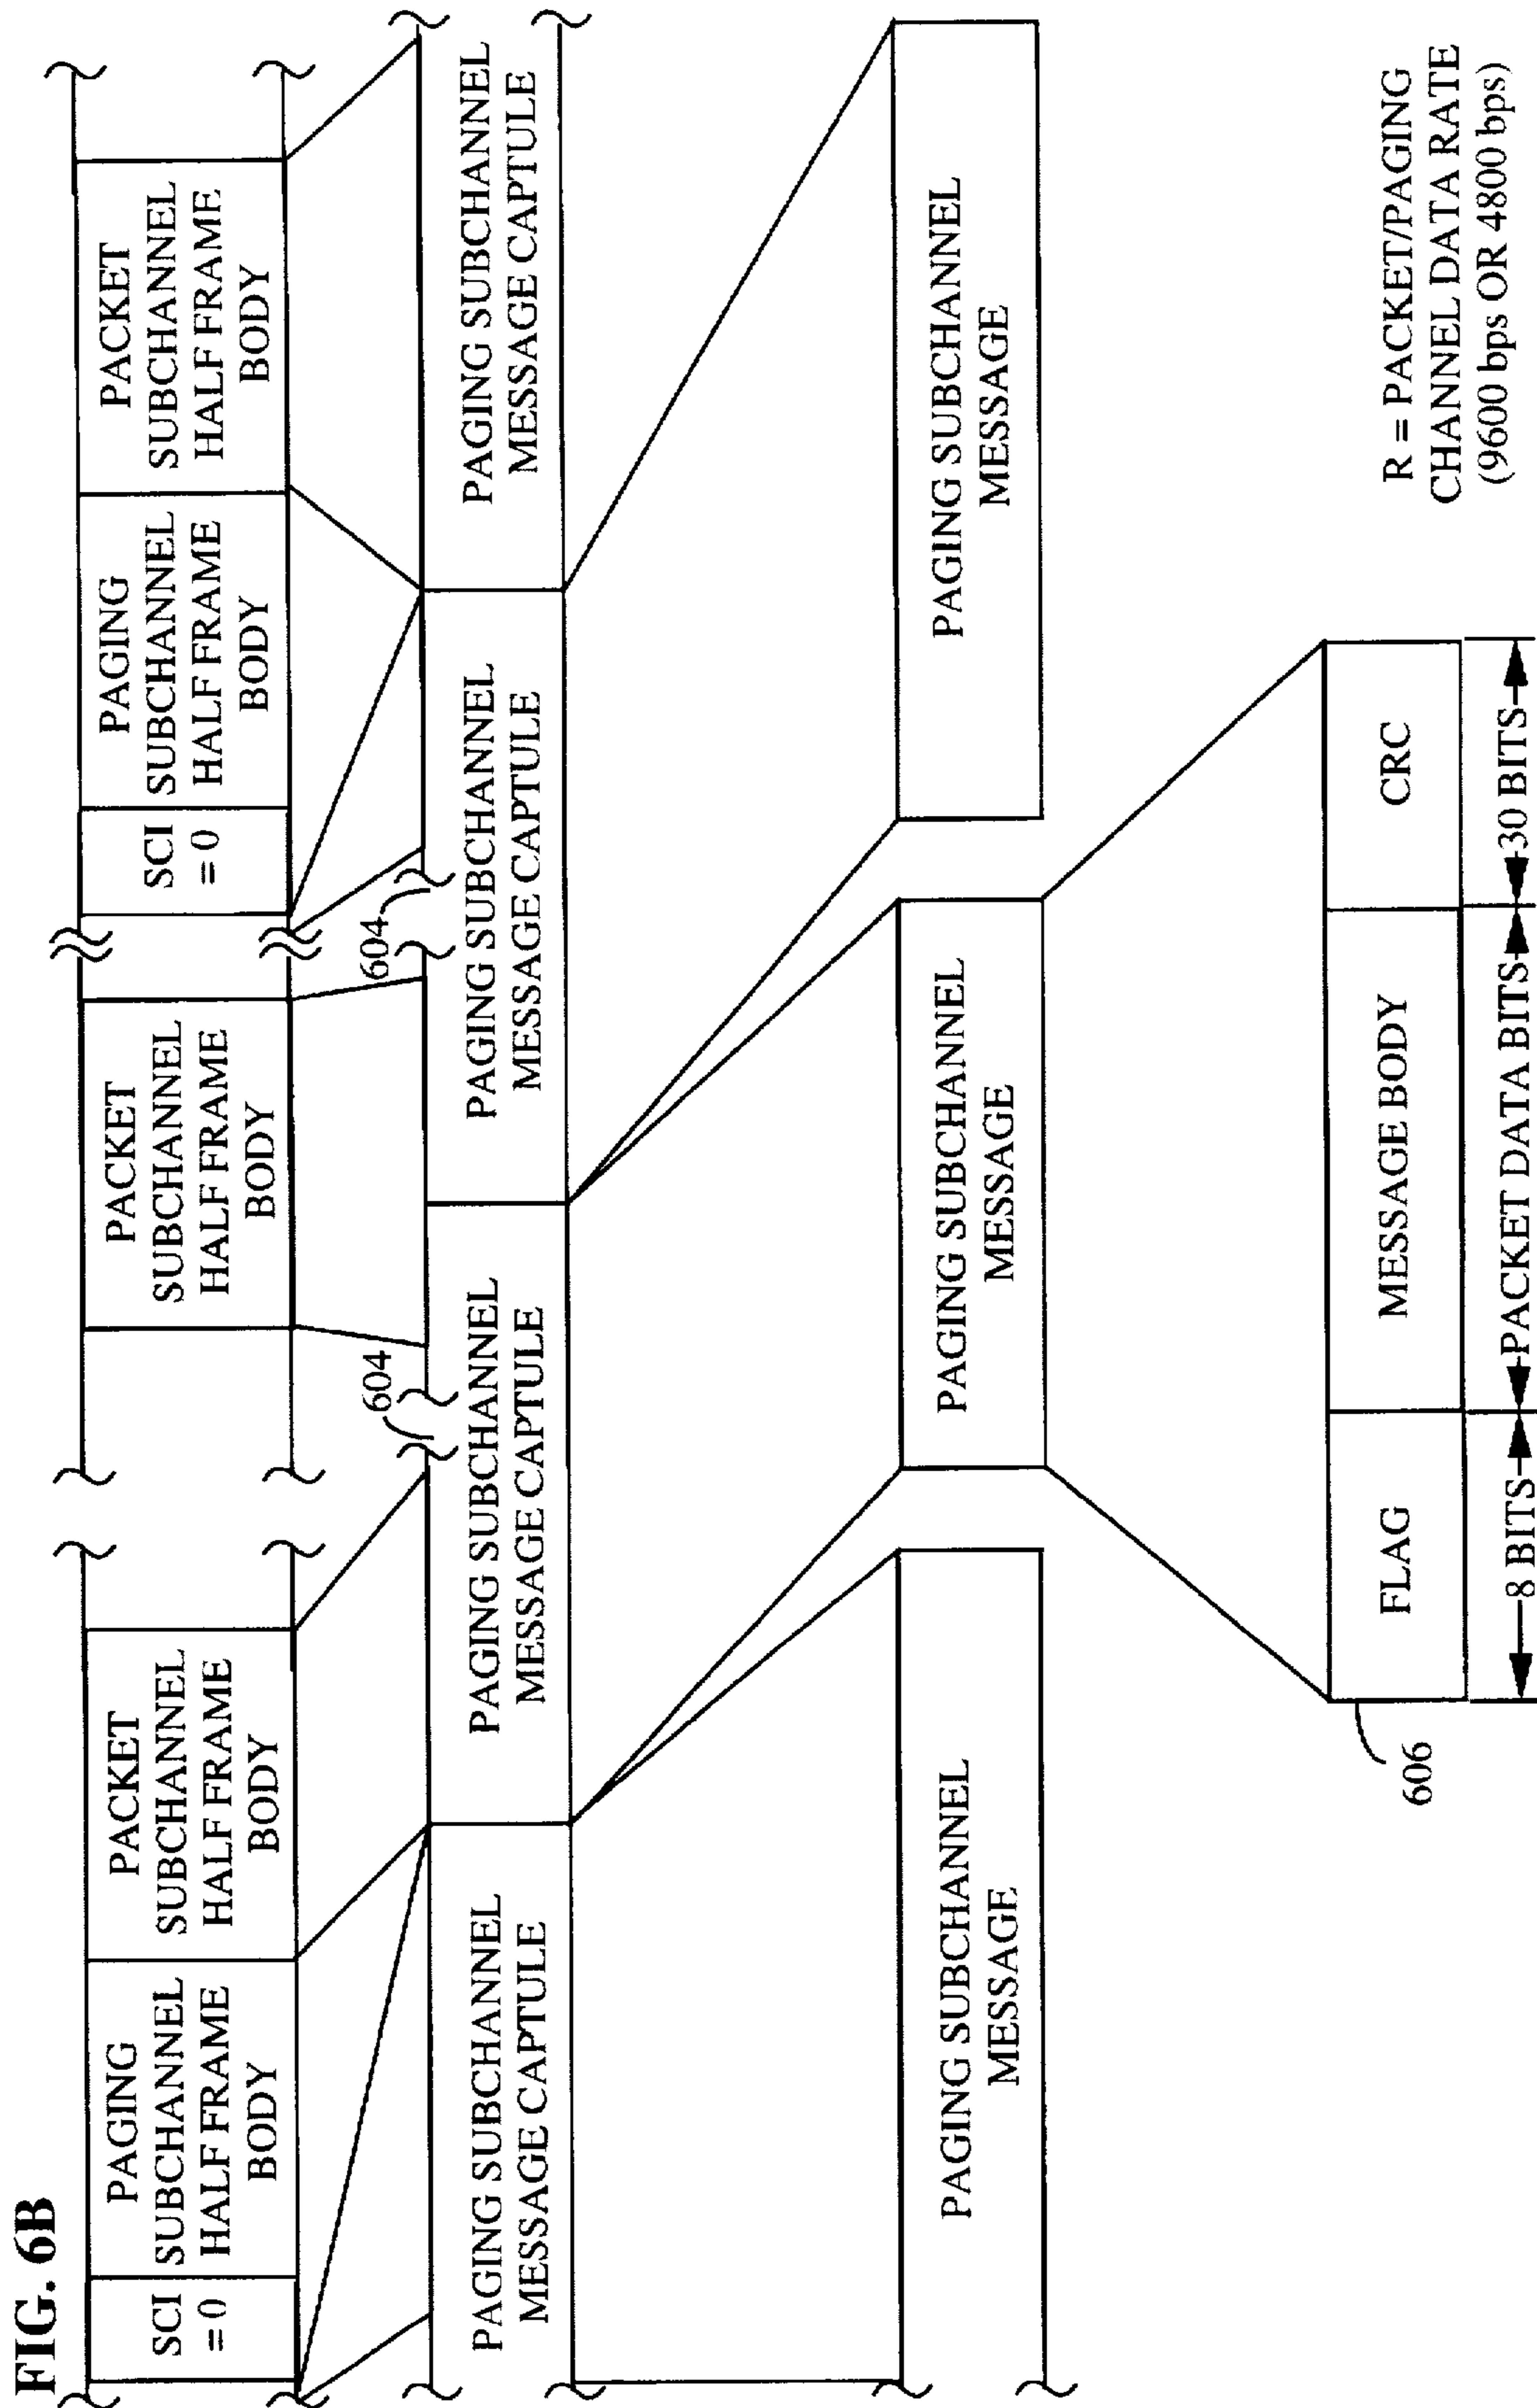 FIG. 6B
SCI
= 0
PAGING
SUBCHANNEL
HALF FRAME
BODY
PACKET
SUBCHANNEL
HALF FRAME
BODY
PACKET
SUBCHANNEL
HALF FRAME
BODY
SCI
= 0
PAGING
SUBCHANNEL
HALF FRAME
BODY
PACKET
SUBCHANNEL
HALF FRAME
BODY
604
604
PAGING SUBCHANNEL
MESSAGE CAPTULE
PAGING SUBCHANNEL
MESSAGE CAPTULE
PAGING SUBCHANNEL
MESSAGE CAPTULE
PAGING SUBCHANNEL
MESSAGE CAPTULE
PAGING SUBCHANNEL
MESSAGE
PAGING SUBCHANNEL
MESSAGE
PAGING SUBCHANNEL
MESSAGE
606
FLAG
MESSAGE BODY
CRC
8 BITS
PACKET DATA BITS
30 BITS
R = PACKET/PAGING
CHANNEL DATA RATE
(9600 bps OR 4800 bps)